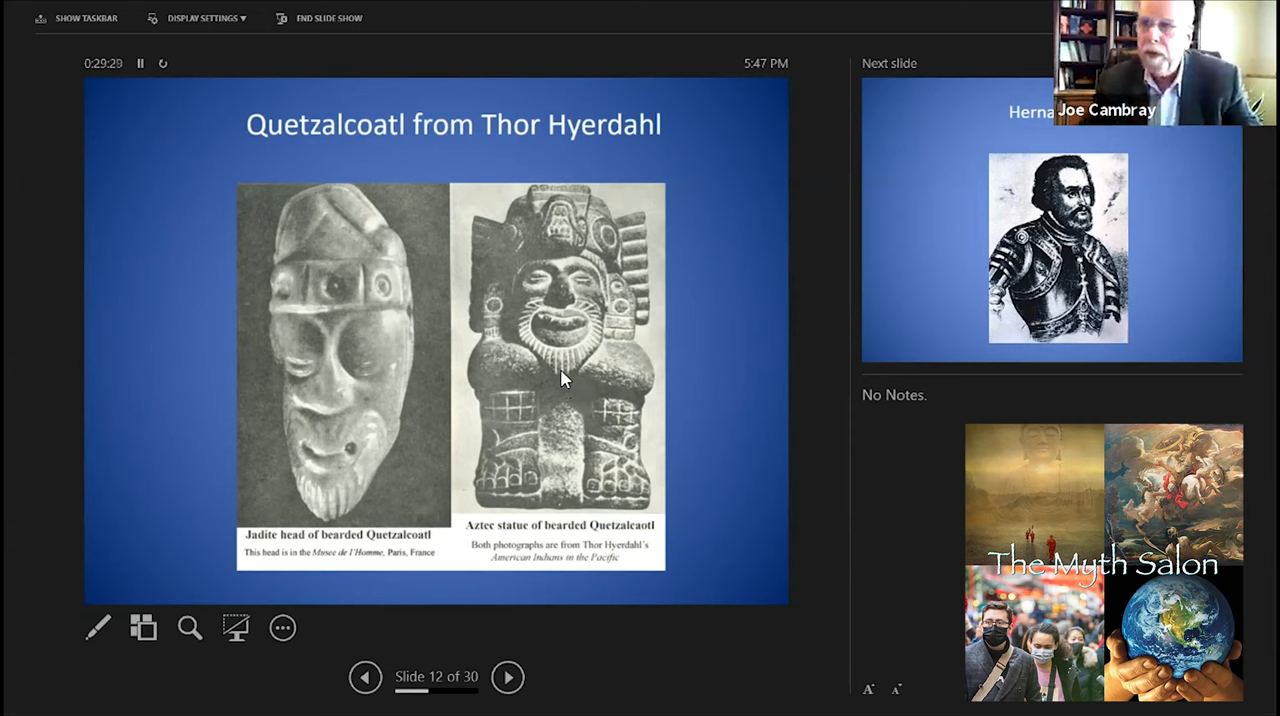 SHOW TASKBAR
DISPLAY SETTINGS ▾
END SLIDE SHOW
0:29:29
5:47 PM
Next slide
Quetzalcoatl from Thor Hyerdahl
Herna
Joe Cambray
Jadite head of bearded Quetzalcoatl
This head is in the Musee de l'Homme, Paris, France
Aztec statue of bearded Quetzalcaotl
Both photographs are from Thor Hyerdahl's
American Indians in the Pacific
No Notes.
The Myth Salon
Slide 12 of 30
A
A